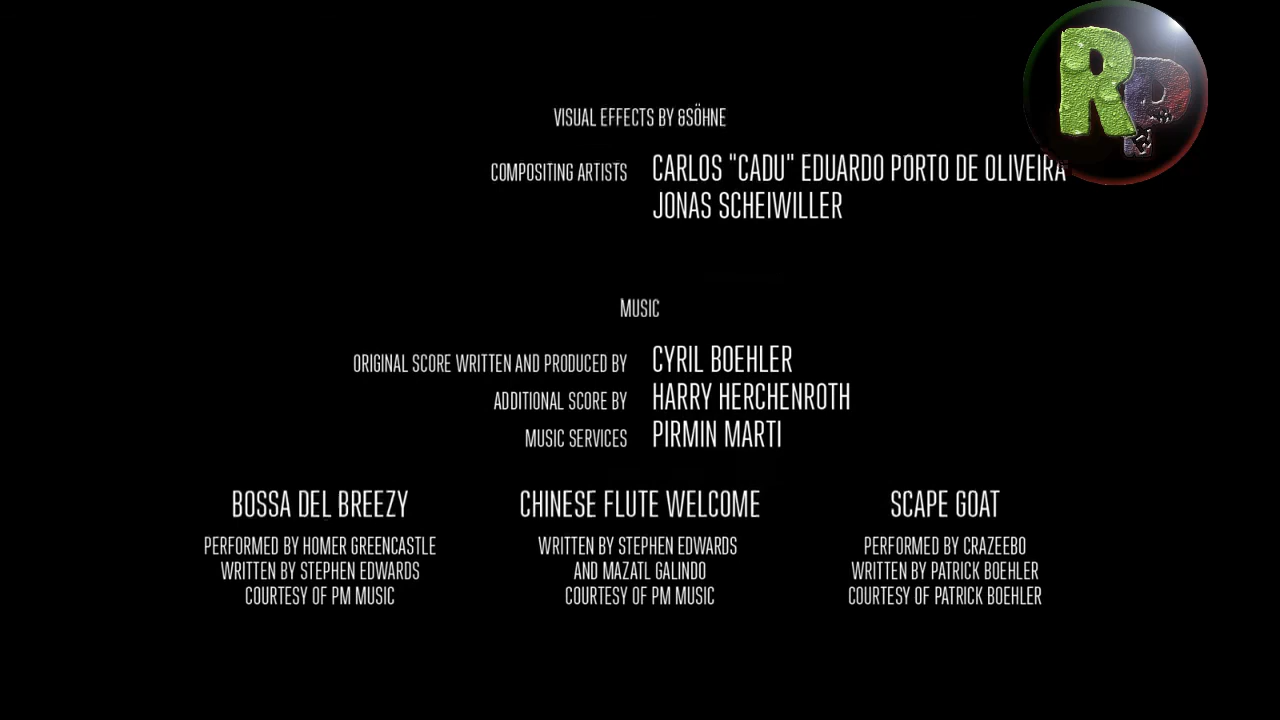 RP
VISUAL EFFECTS BY &SÖHNE
COMPOSITING ARTISTS CARLOS "CADU" EDUARDO PORTO DE OLIVEIRA
JONAS SCHEIWILLER
MUSIC
ORIGINAL SCORE WRITTEN AND PRODUCED BY CYRIL BOEHLER
ADDITIONAL SCORE BY HARRY HERCHENROTH
MUSIC SERVICES PIRMIN MARTI
BOSSA DEL BREEZY
PERFORMED BY HOMER GREENCASTLE
WRITTEN BY STEPHEN EDWARDS
COURTESY OF PM MUSIC
CHINESE FLUTE WELCOME
WRITTEN BY STEPHEN EDWARDS
AND MAZATL GALINDO
COURTESY OF PM MUSIC
SCAPE GOAT
PERFORMED BY CRAZEEBO
WRITTEN BY PATRICK BOEHLER
COURTESY OF PATRICK BOEHLER